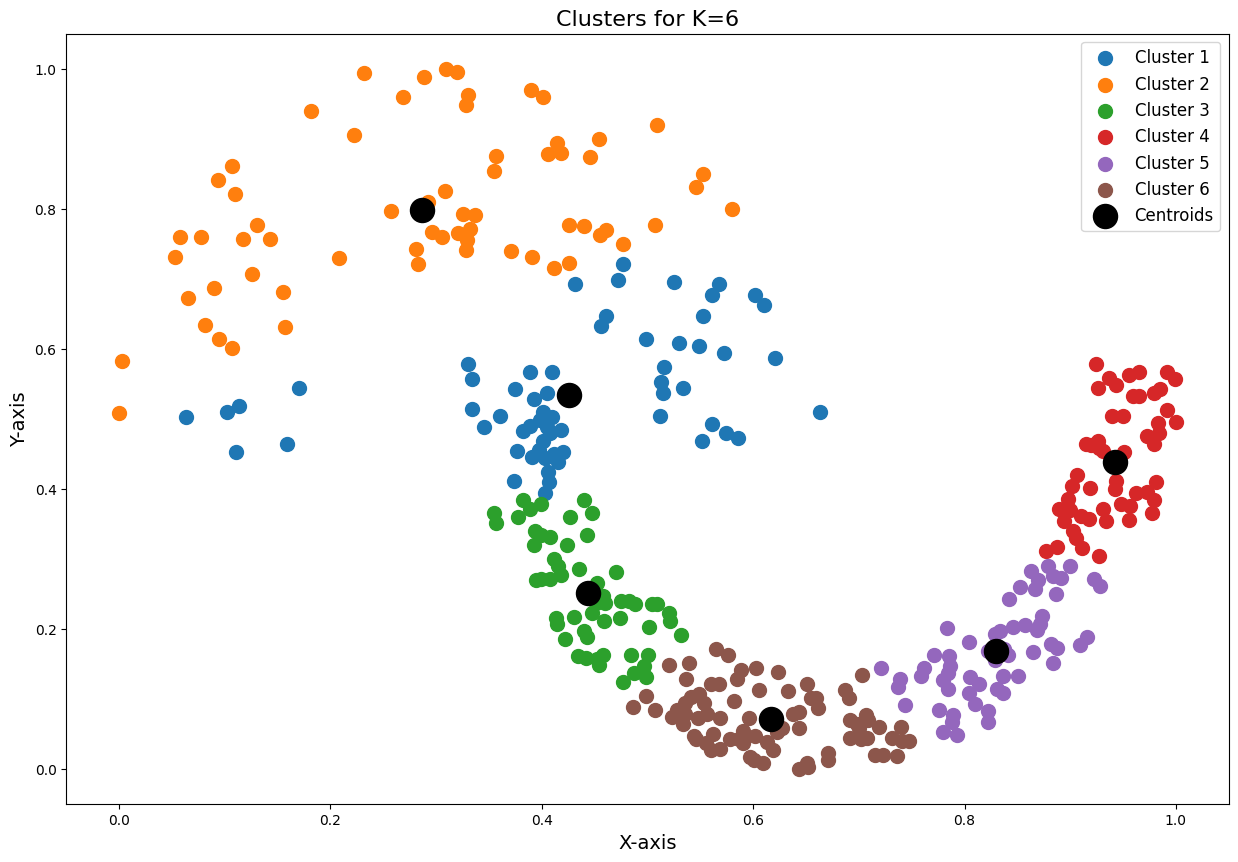 Clusters for K=6
Cluster 1
Cluster 2
Cluster 3
Cluster 4
Cluster 5
Cluster 6
Centroids
Y-axis
1.0
0.8
0.6
0.4
0.2
0.0
0.0 0.2 0.4 0.6 0.8 1.0
X-axis